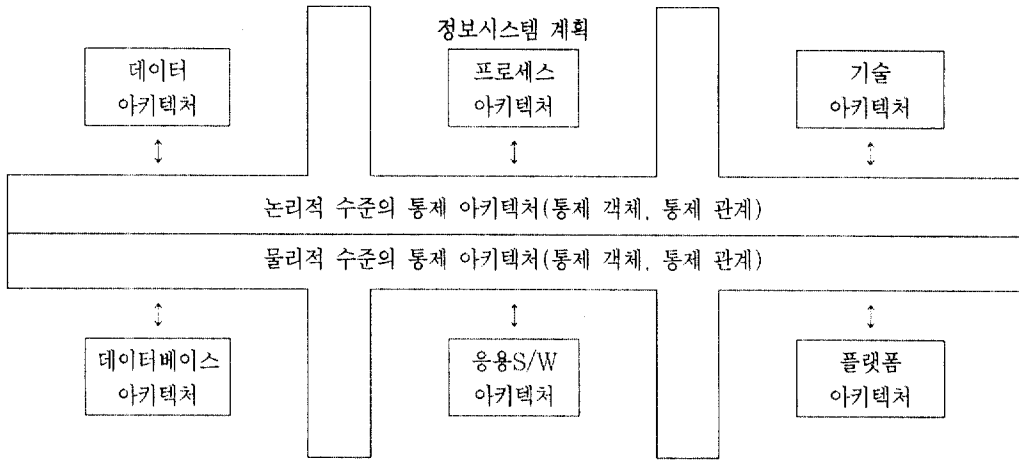 정보시스템 계획
데이터
아키텍처
프로세스
아키텍처
기술
아키텍처
논리적 수준의 통제 아키텍처(통제 객체, 통제 관계)
물리적 수준의 통제 아키텍처(통제 객체, 통제 관계)
데이터베이스
아키텍처
응용S/W
아키텍처
플랫폼
아키텍처